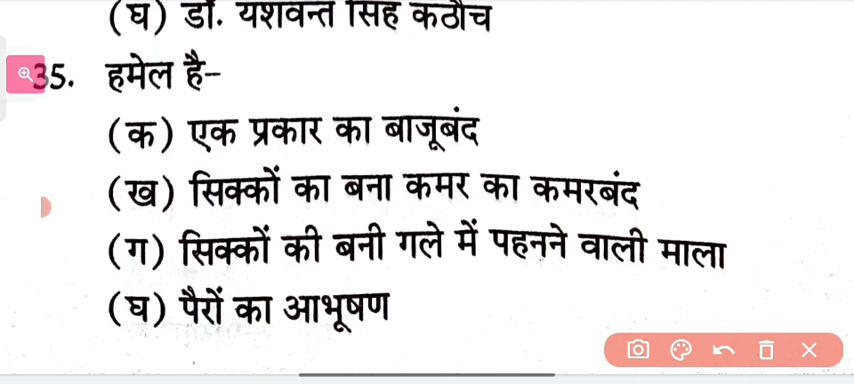 (घ) डॉ. यशवन्त सिंह कठौच
35. हमेल है–
(क) एक प्रकार का बाजूबंद
(ख) सिक्कों का बना कमर का कमरबंद
(ग) सिक्कों की बनी गले में पहनने वाली माला
(घ) पैरों का आभूषण